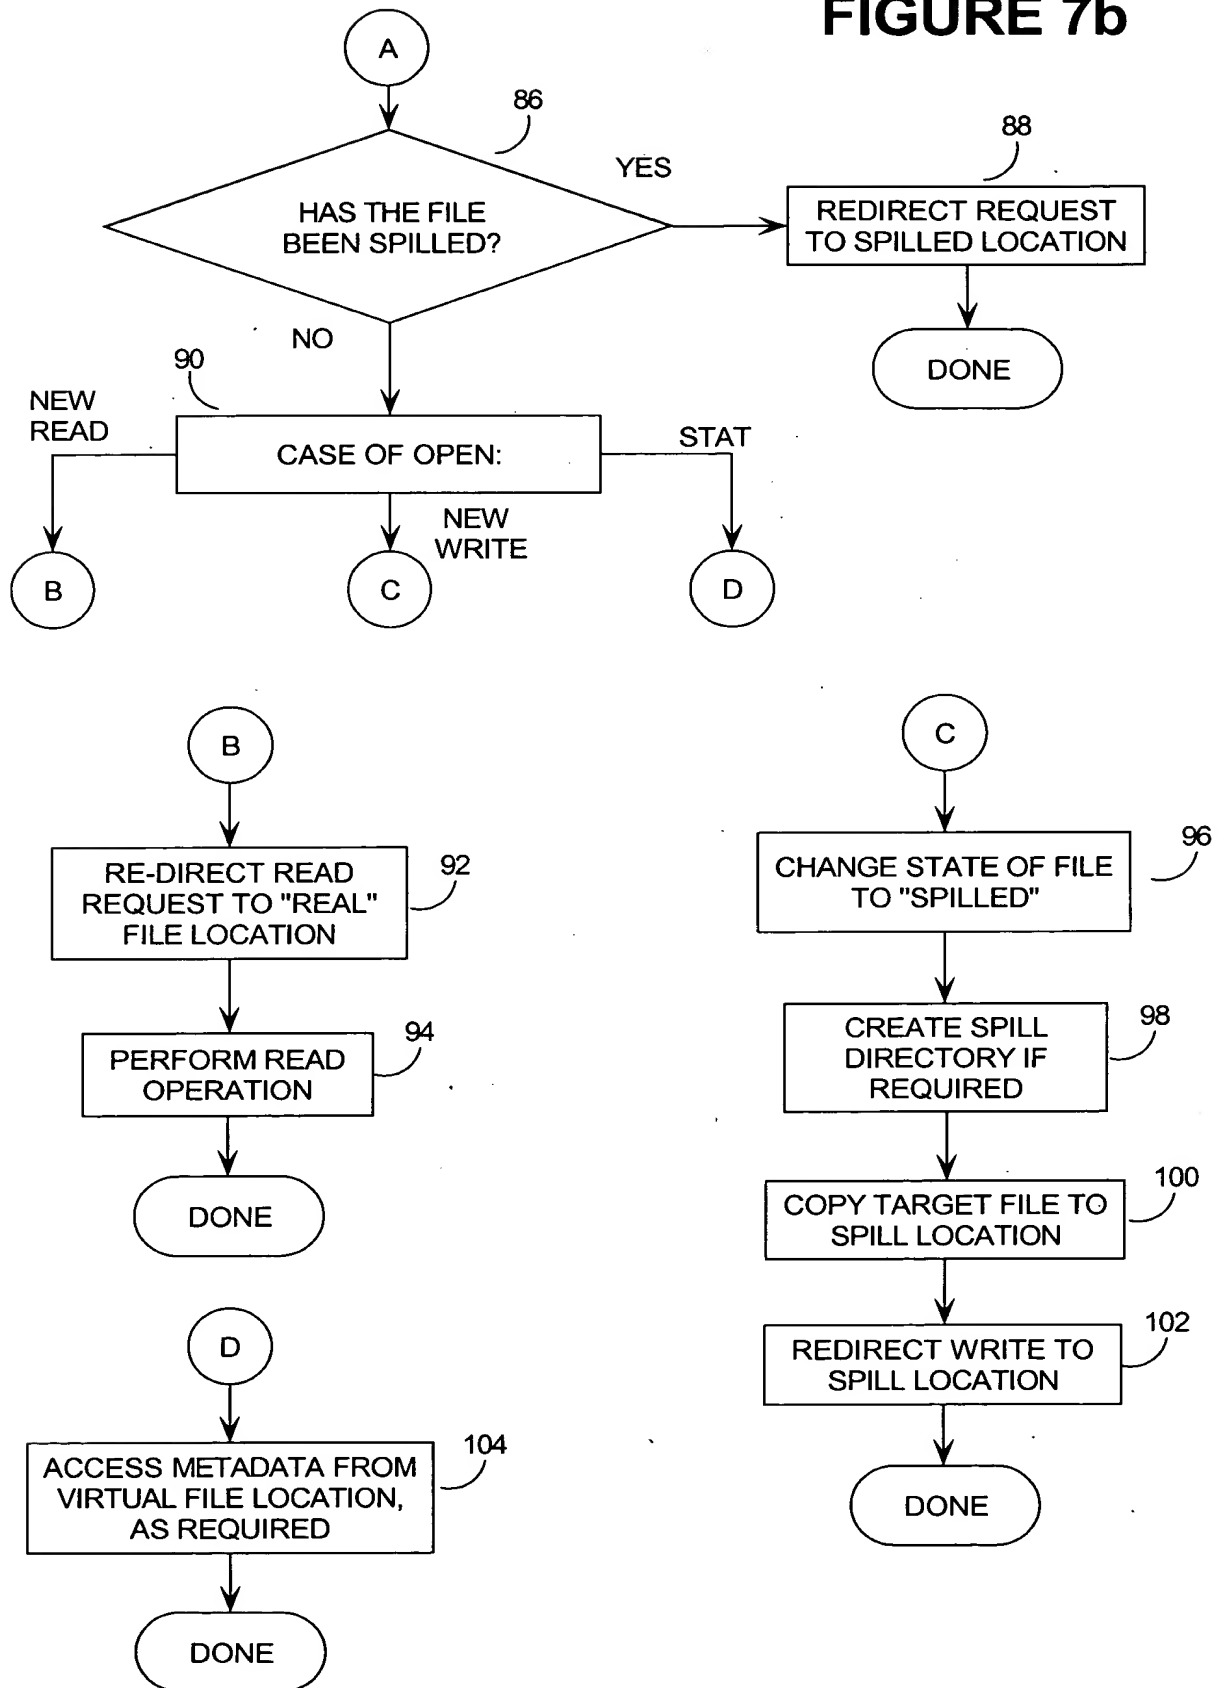 FIGURE 7b
A
86
HAS THE FILE
BEEN SPILLED?
YES
88
REDIRECT REQUEST
TO SPILLED LOCATION
DONE
NO
90
NEW
READ
CASE OF OPEN:
STAT
NEW
WRITE
B
C
D
B
RE-DIRECT READ
REQUEST TO "REAL"
FILE LOCATION
92
PERFORM READ
OPERATION
94
DONE
C
CHANGE STATE OF FILE
TO "SPILLED"
96
CREATE SPILL
DIRECTORY IF
REQUIRED
98
COPY TARGET FILE TO
SPILL LOCATION
100
REDIRECT WRITE TO
SPILL LOCATION
102
DONE
D
ACCESS METADATA FROM
VIRTUAL FILE LOCATION,
AS REQUIRED
104
DONE